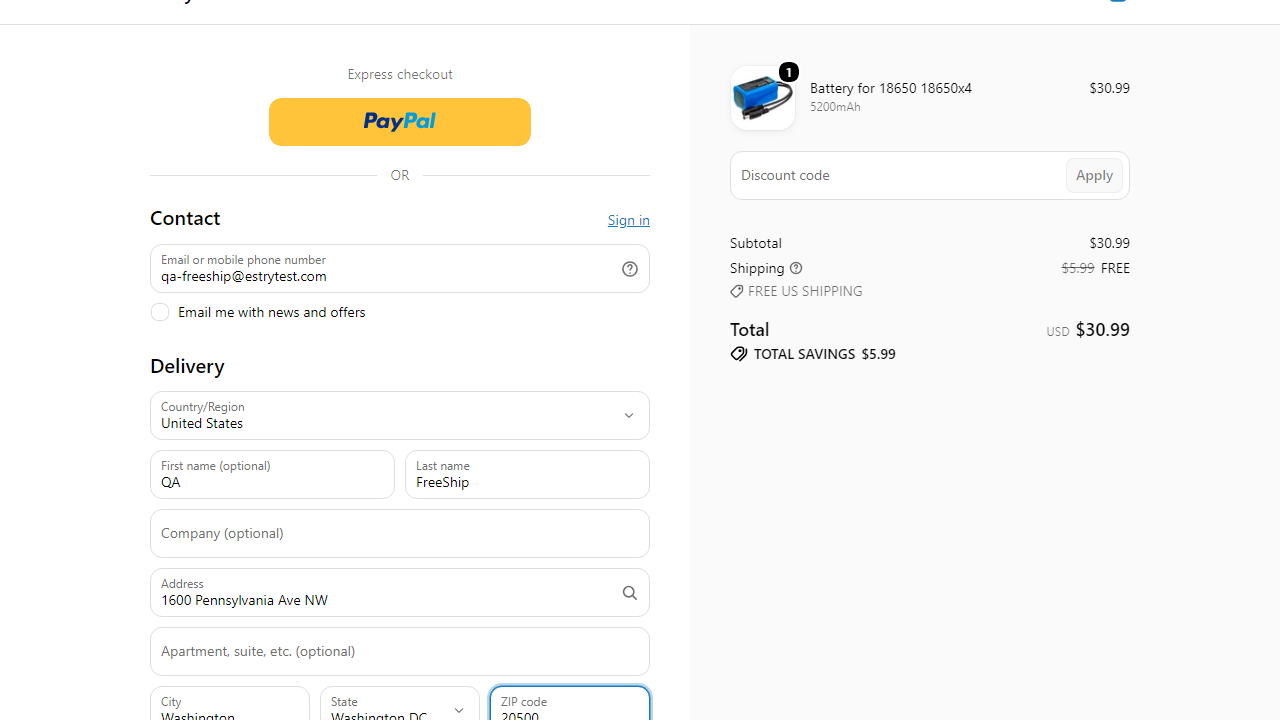 Express checkout
PayPal
OR
Contact
Sign in
Email or mobile phone number
qa-freeship@estrytest.com
Email me with news and offers
Delivery
Country/Region
United States
First name (optional)
QA
Last name
FreeShip
Company (optional)
Address
1600 Pennsylvania Ave NW
Apartment, suite, etc. (optional)
City
Washington
State
Washington DC
ZIP code
20500
1
Battery for 18650 18650x4
$30.99
5200mAh
Discount code
Apply
Subtotal
$30.99
Shipping
$5.99 FREE
FREE US SHIPPING
Total
USD $30.99
TOTAL SAVINGS $5.99